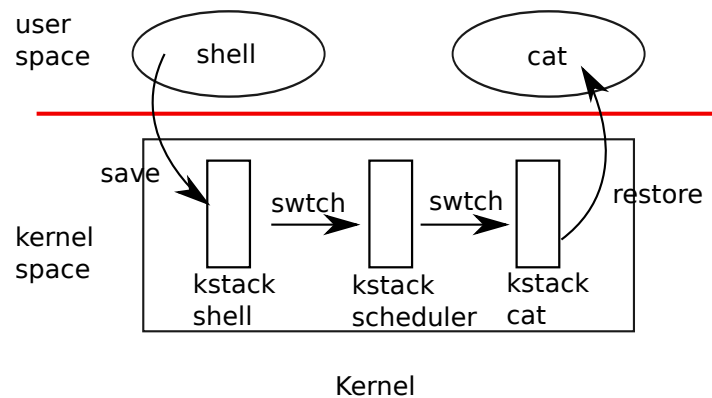 user
space
shell
cat
save
swtch
swtch
restore
kernel
space
kstack
shell
kstack
scheduler
kstack
cat
Kernel